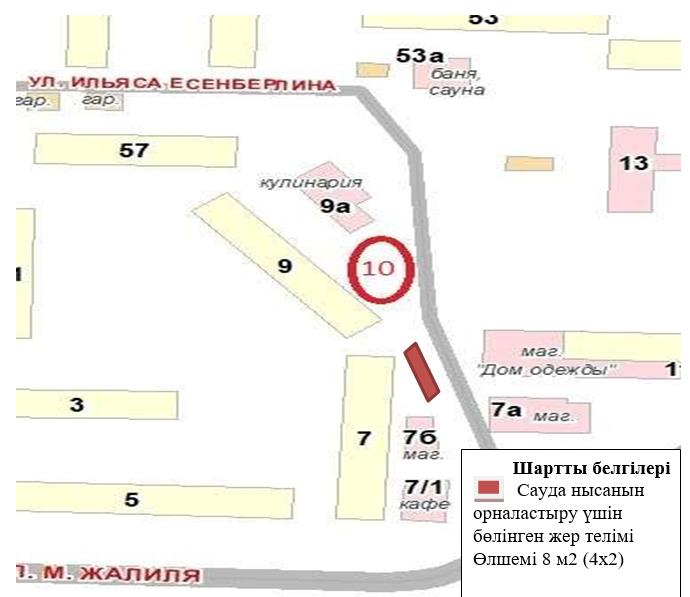 53
53а
баня,
сауна
УЛ. ИЛЬЯСА ЕСЕНБЕРЛИНА
гар.
гар.
57
13
кулинария
9а
9
10
маг.
"Дом одежды"
3
7а маг.
7
7б
маг.
5
7/1
кафе
М. ЖАЛИЛЯ
Шартты белгілері
Сауда нысанын
орналастыру үшін
бөлінген жер телімі
Өлшемі 8 м2 (4х2)